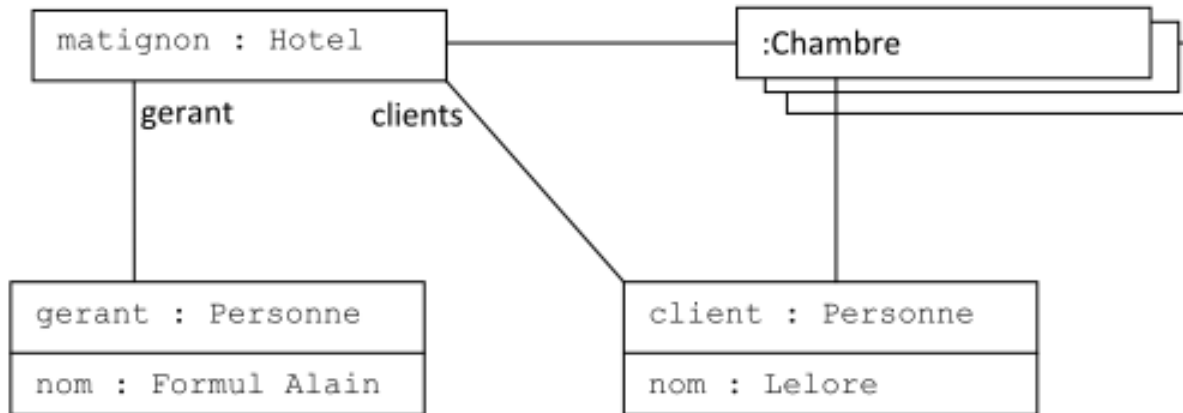 matignon : Hotel
:Chambre
gerant
clients
gerant : Personne
nom : Formul Alain
client : Personne
nom : Lelore